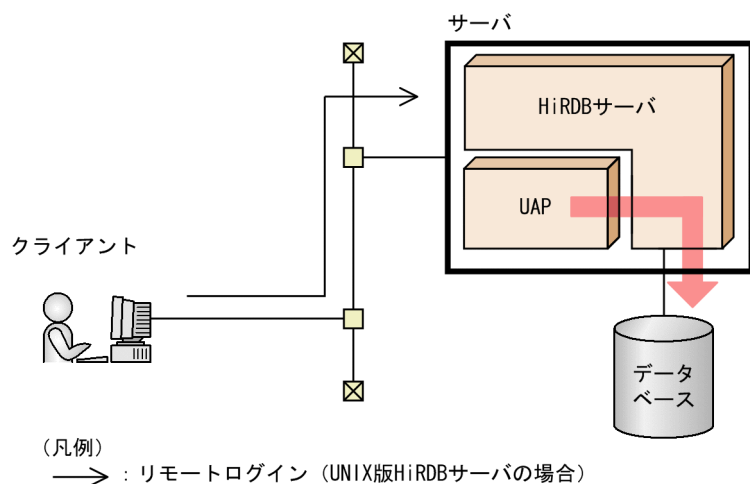 サーバ
HiRDBサーバ
UAP
クライアント
データ
ベース
(凡例)
: リモートログイン (UNIX版HiRDBサーバの場合)